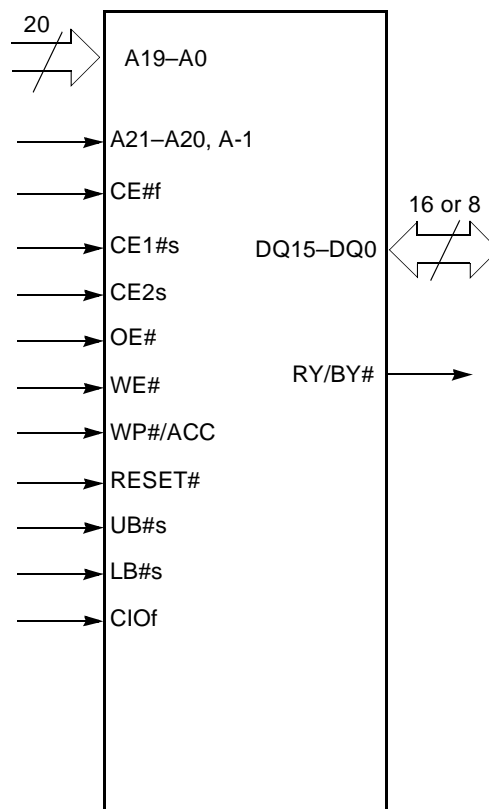 20
A19–A0
A21–A20, A-1
CE#f
CE1#s
CE2s
OE#
WE#
WP#/ACC
RESET#
UB#s
LB#s
CIOf
16 or 8
DQ15–DQ0
RY/BY#